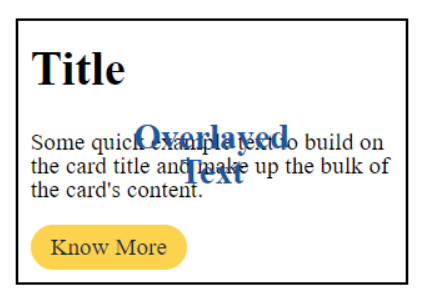 Title
Some quick example text to build on
the card title and make up the bulk of
the card's content.
Overlayed
Text
Know More